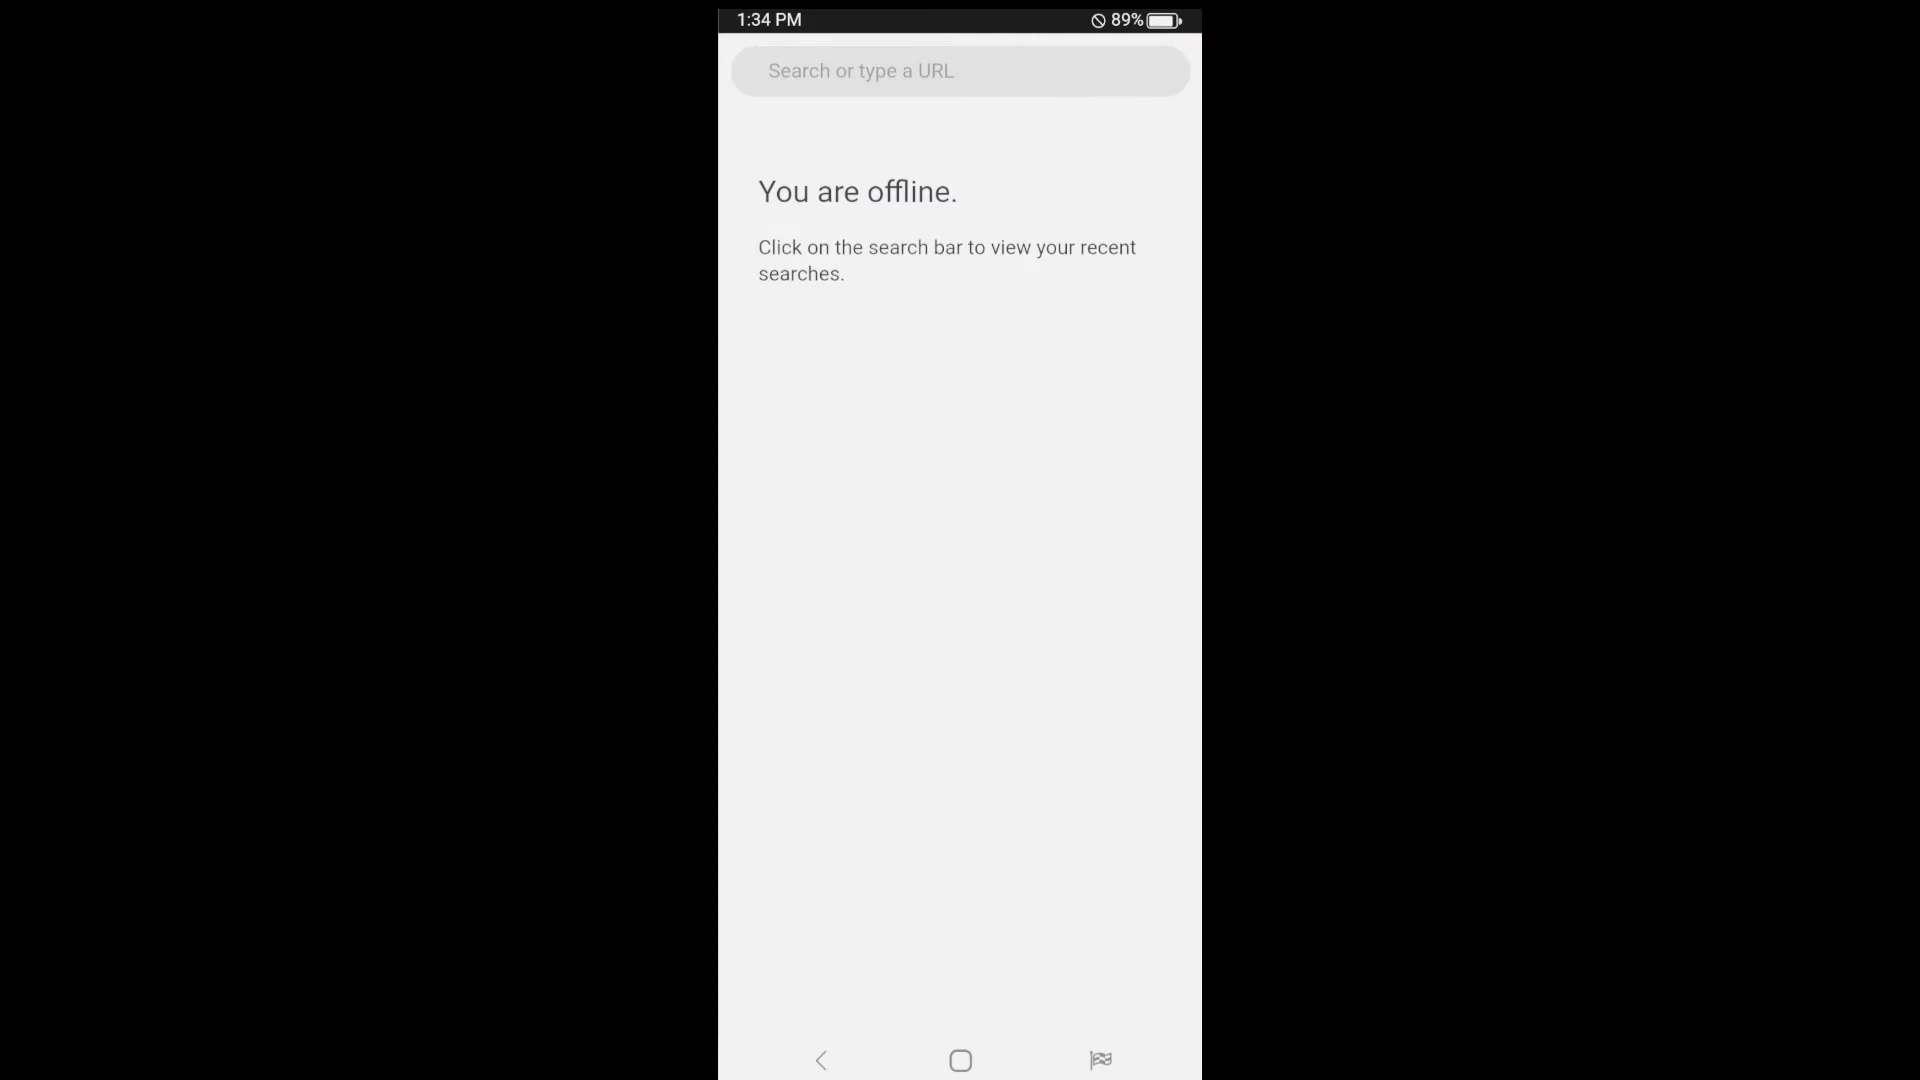 1:34 PM 89%
Search or type a URL
You are offline.
Click on the search bar to view your recent
searches.